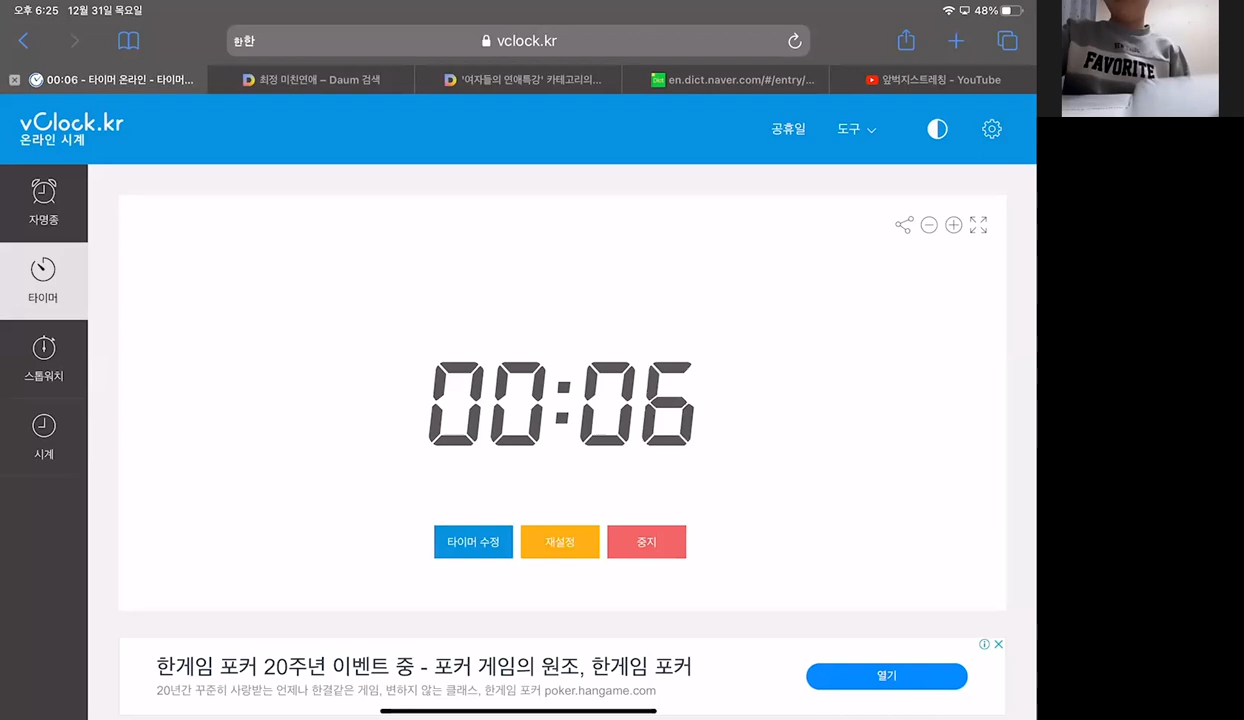 오후 6:25 12월 31일 목요일
48%
한한 vclock.kr
00:06 - 타이머 온라인 - 타이머...
최정 미친연애 – Daum 검색
'여자들의 연애특강' 카테고리의...
en.dict.naver.com/#/entry/...
앞벅지스트레칭 - YouTube
vClock.kr
온라인 시계
공휴일
도구
자명종
타이머
스톱워치
시계
00:06
타이머 수정
재설정
중지
한게임 포커 20주년 이벤트 중 - 포커 게임의 원조, 한게임 포커
20년간 꾸준히 사랑받는 언제나 한결같은 게임, 변하지 않는 클래스, 한게임 포커 poker.hangame.com
열기
FAVORITE